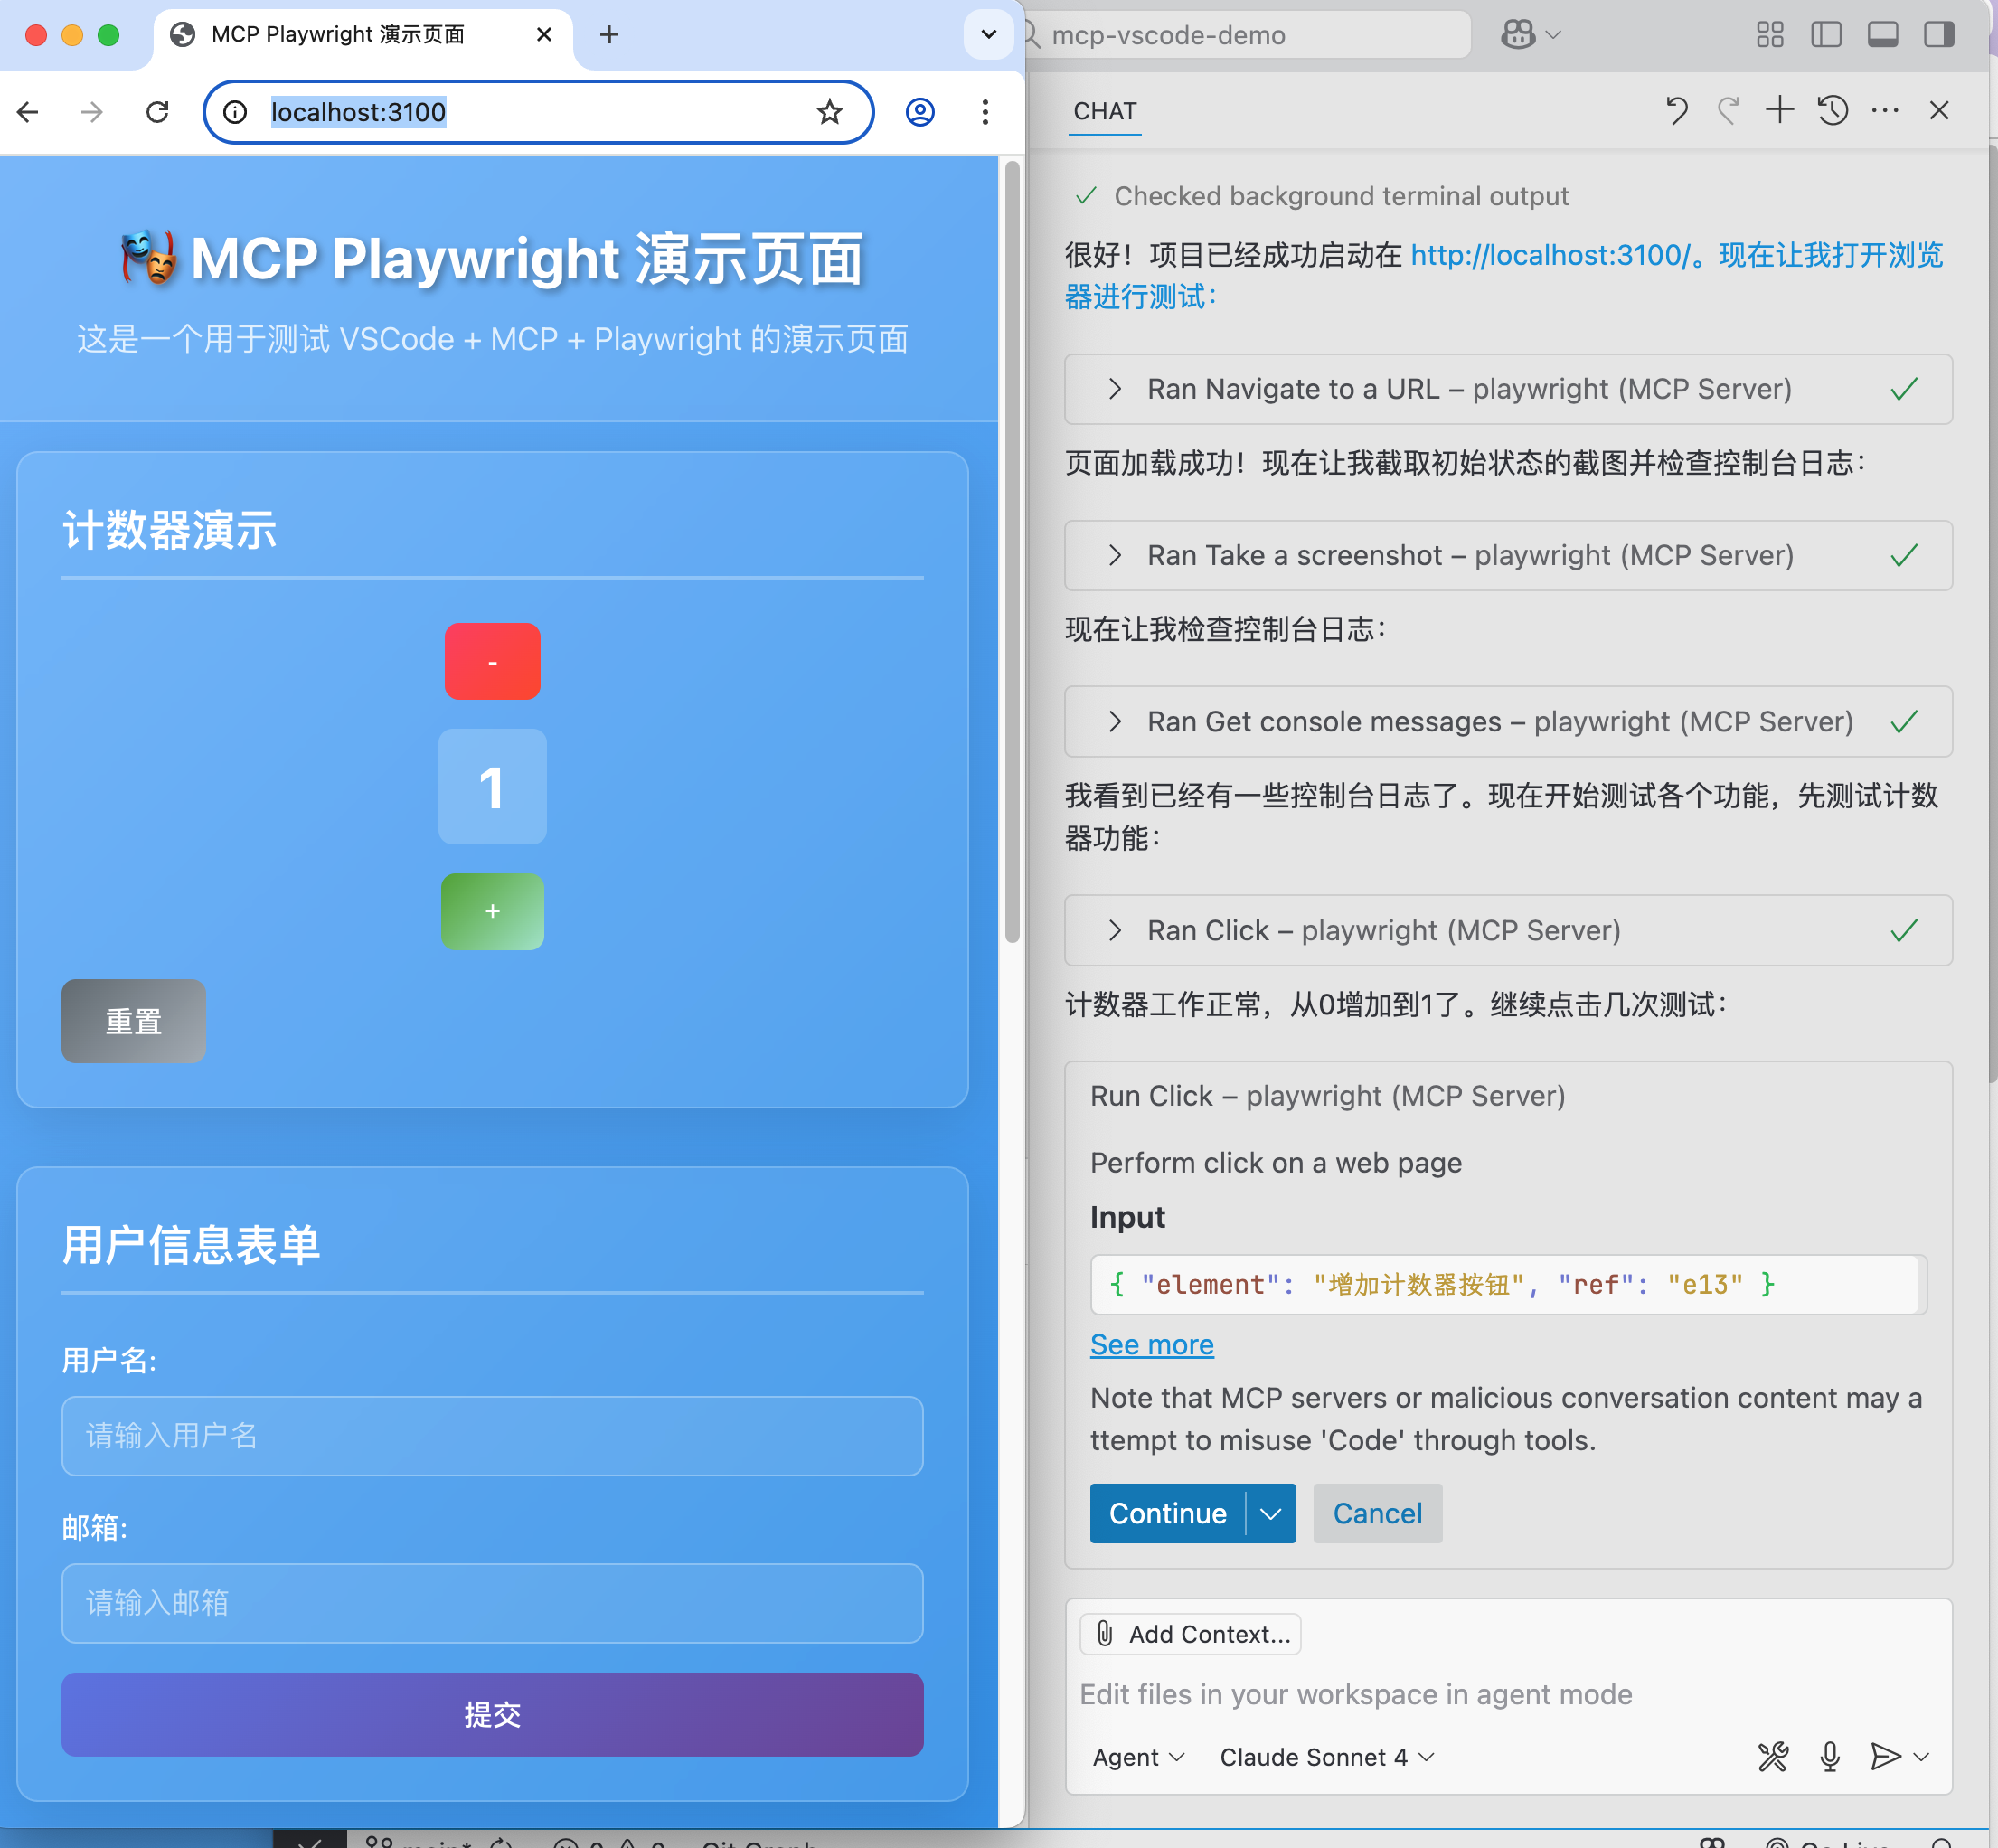 MCP Playwright 演示页面
localhost:3100
MCP Playwright 演示页面
这是一个用于测试 VSCode + MCP + Playwright 的演示页面
计数器演示
-
1
+
重置
用户信息表单
用户名:
请输入用户名
邮箱:
请输入邮箱
提交
mcp-vscode-demo
CHAT
Checked background terminal output
很好！项目已经成功启动在 http://localhost:3100/。现在让我打开浏览
器进行测试：
Ran Navigate to a URL – playwright (MCP Server)
页面加载成功！现在让我截取初始状态的截图并检查控制台日志：
Ran Take a screenshot – playwright (MCP Server)
现在让我检查控制台日志：
Ran Get console messages – playwright (MCP Server)
我看到已经有一些控制台日志了。现在开始测试各个功能，先测试计数
器功能：
Ran Click – playwright (MCP Server)
计数器工作正常，从0增加到1了。继续点击几次测试：
Run Click – playwright (MCP Server)
Perform click on a web page
Input
{ "element": "增加计数器按钮", "ref": "e13" }
See more
Note that MCP servers or malicious conversation content may a
ttempt to misuse 'Code' through tools.
Continue
Cancel
Add Context...
Edit files in your workspace in agent mode
Agent
Claude Sonnet 4